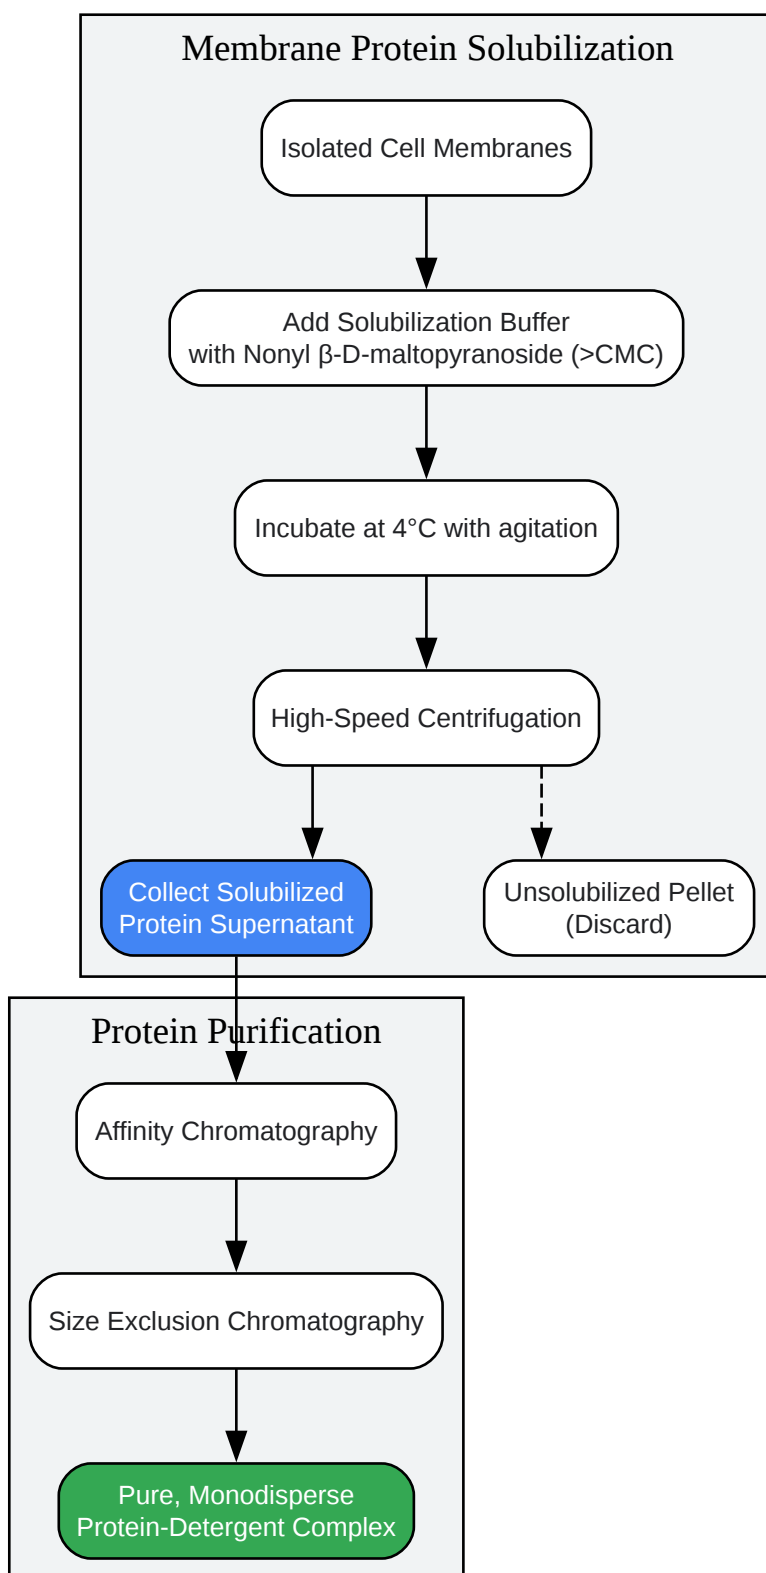 Membrane Protein Solubilization
Isolated Cell Membranes
Add Solubilization Buffer
with Nonyl β-D-maltopyranoside (>CMC)
Incubate at 4°C with agitation
High-Speed Centrifugation
Collect Solubilized
Protein Supernatant
Unsolubilized Pellet
(Discard)
Protein Purification
Affinity Chromatography
Size Exclusion Chromatography
Pure, Monodisperse
Protein-Detergent Complex